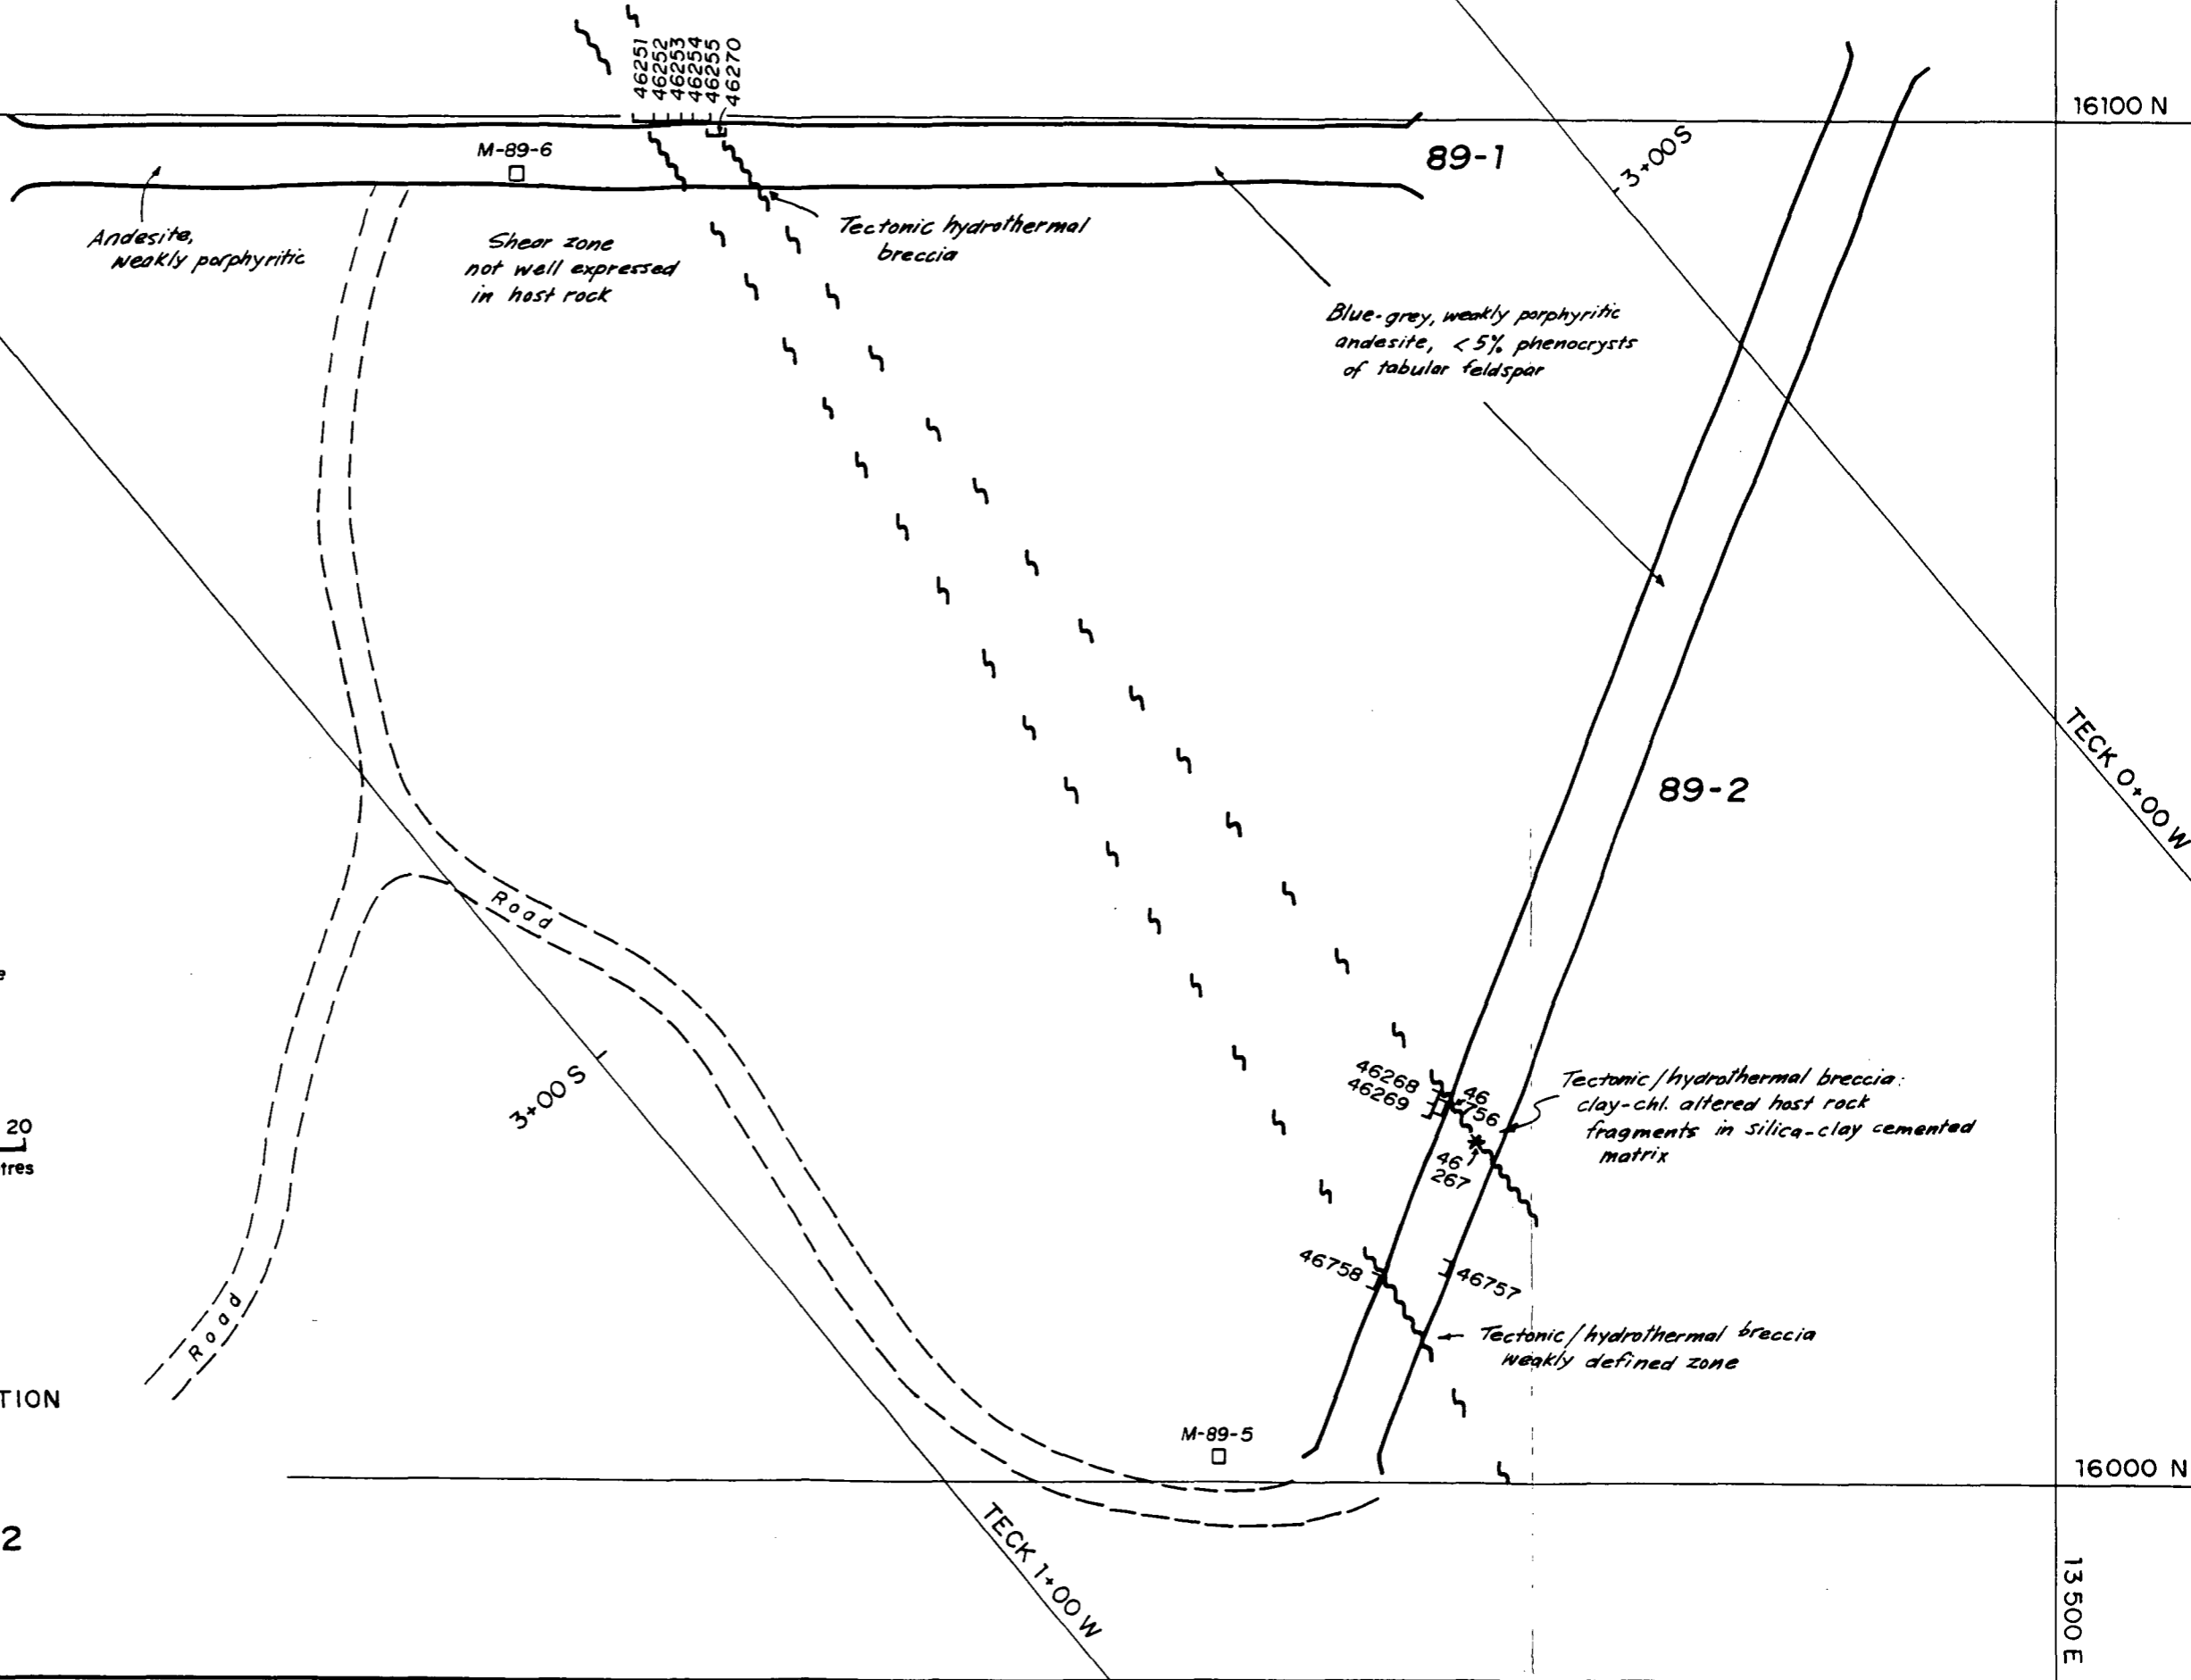 46251
46252
46253
46254
46255
46270
16100 N
M-89-6
89-1
3+00S
Andesite,
weakly porphyritic
Shear zone
not well expressed
in host rock
Tectonic hydrothermal
breccia
Blue-grey, weakly porphyritic
andesite, <5% phenocrysts
of tabular feldspar
TECK 0+00 W
89-2
Road
e
3+00 S
20
tres
46268
46269
46
756
46
267
Tectonic/hydrothermal breccia:
clay-chl. altered host rock
fragments in silica-clay cemented
matrix
46758
46757
Road
Tectonic/hydrothermal breccia
weakly defined zone
TION
M-89-5
16000 N
2
TECK 1+00 W
13500E